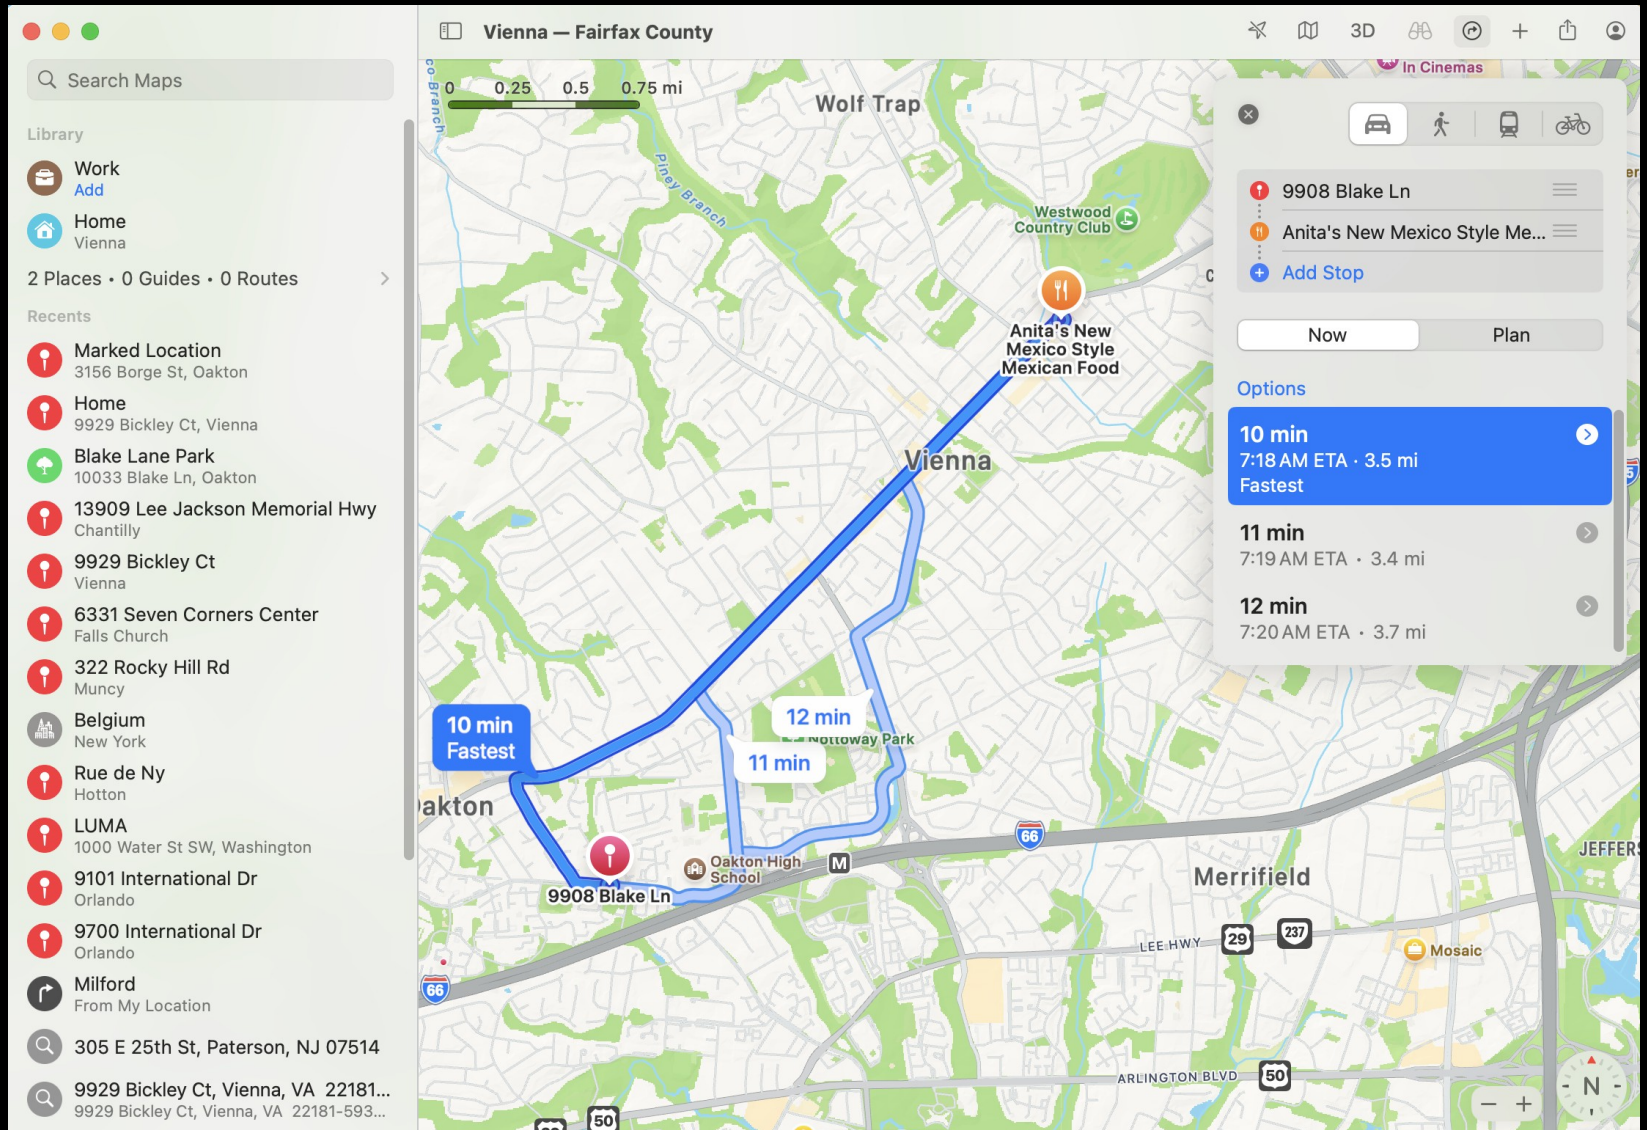 Vienna — Fairfax County
3D
Search Maps
Library
Work
Add
Home
Vienna
2 Places • 0 Guides • 0 Routes
Recents
Marked Location
3156 Borge St, Oakton
Home
9929 Bickley Ct, Vienna
Blake Lane Park
10033 Blake Ln, Oakton
13909 Lee Jackson Memorial Hwy
Chantilly
9929 Bickley Ct
Vienna
6331 Seven Corners Center
Falls Church
322 Rocky Hill Rd
Muncy
Belgium
New York
Rue de Ny
Hotton
LUMA
1000 Water St SW, Washington
9101 International Dr
Orlando
9700 International Dr
Orlando
Milford
From My Location
305 E 25th St, Paterson, NJ 07514
9929 Bickley Ct, Vienna, VA 22181...
9929 Bickley Ct, Vienna, VA 22181-593...
0 0.25 0.5 0.75 mi
co Branch
Wolf Trap
In Cinemas
Piney Branch
Westwood
Country Club
Anita's New
Mexico Style
Mexican Food
Vienna
10 min
Fastest
12 min
Nottoway Park
11 min
akton
Oakton High
School
M
66
9908 Blake Ln
66
Merrifield
JEFFERS
LEE HWY
29
237
Mosaic
ARLINGTON BLVD
50
50
N
9908 Blake Ln
Anita's New Mexico Style Me...
Add Stop
Now
Plan
Options
10 min
7:18 AM ETA · 3.5 mi
Fastest
11 min
7:19 AM ETA · 3.4 mi
12 min
7:20 AM ETA · 3.7 mi